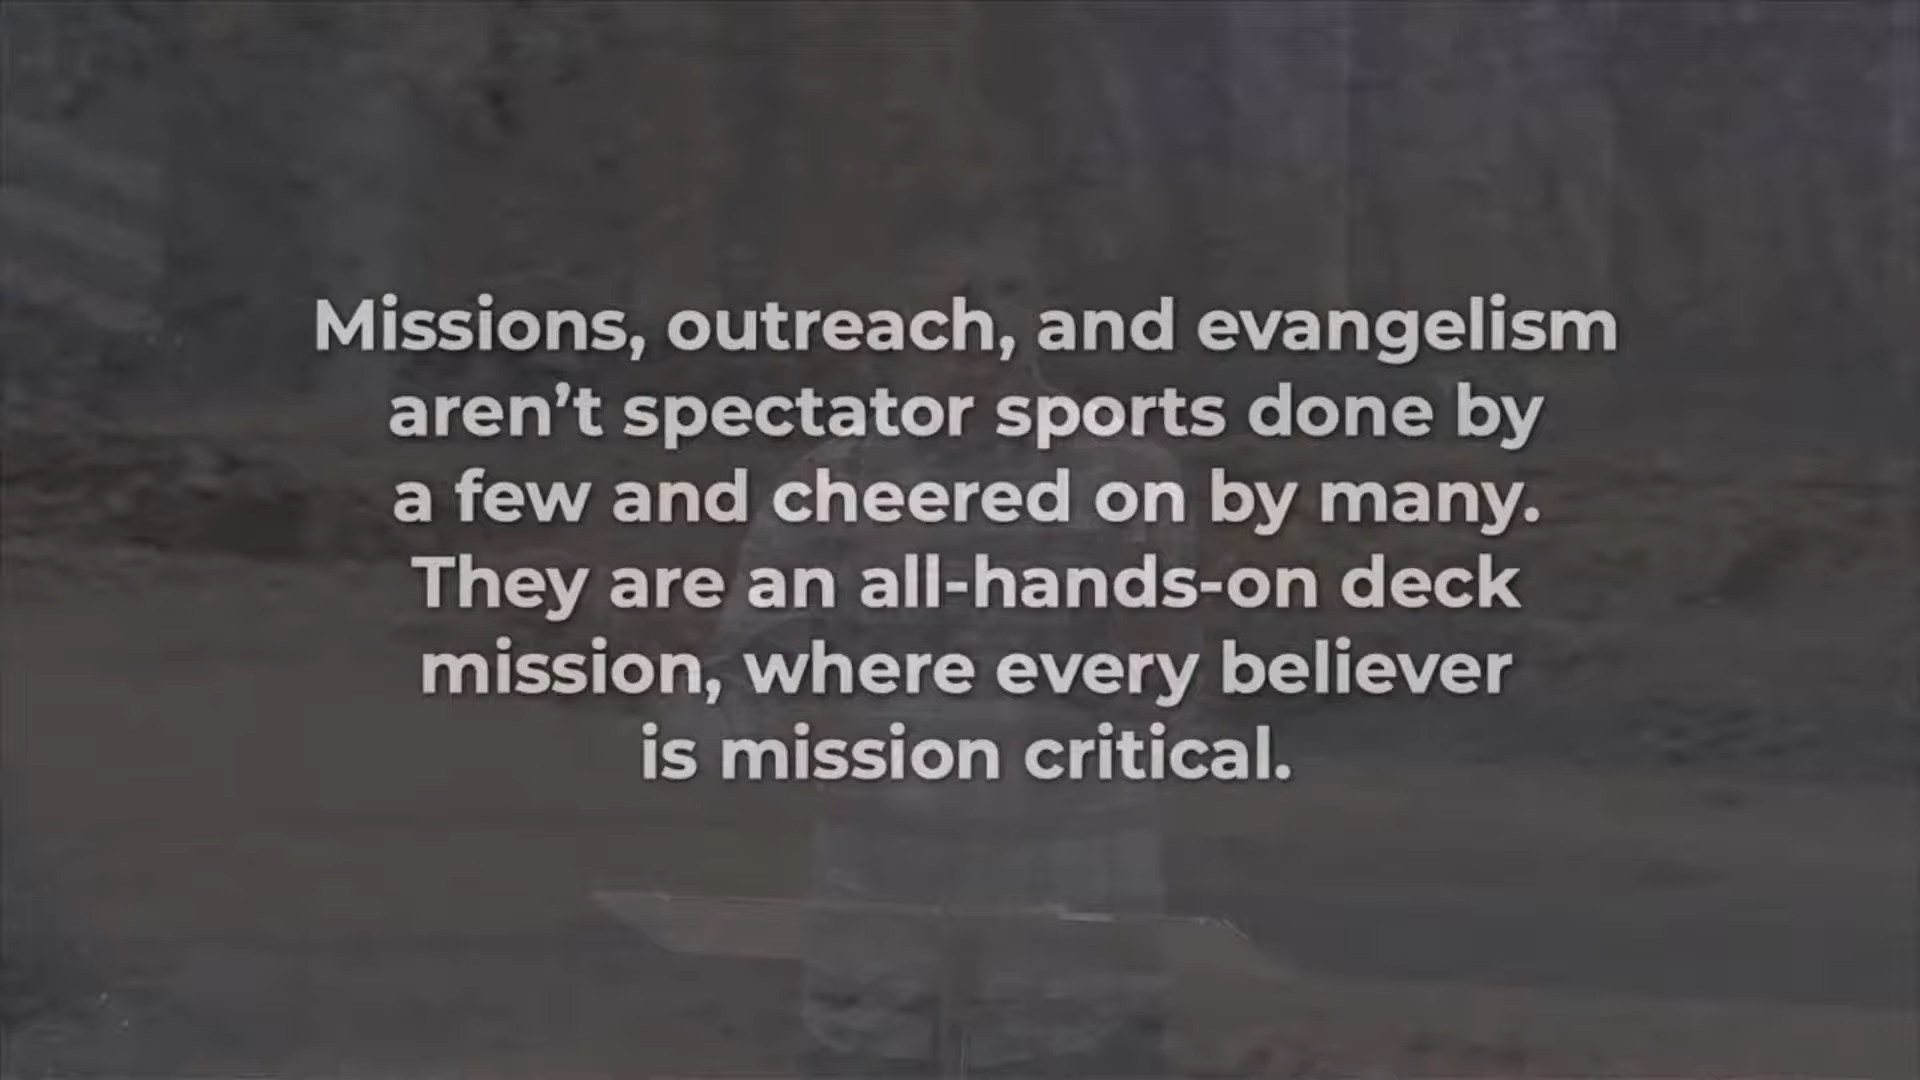 Missions, outreach, and evangelism
aren’t spectator sports done by
a few and cheered on by many.
They are an all-hands-on deck
mission, where every believer
is mission critical.